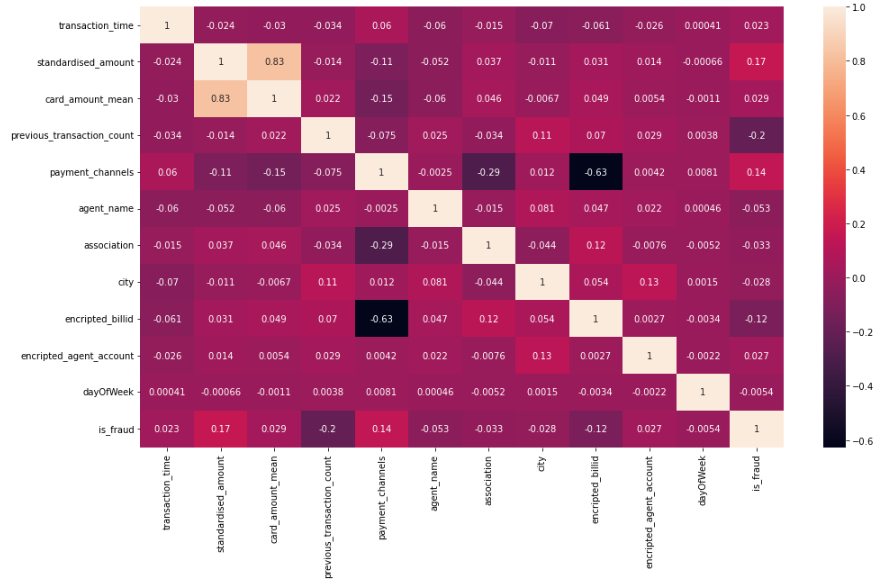 transaction_time 1 -0.024 -0.03 -0.034 0.06 -0.06 -0.015 -0.07 -0.061 -0.026 0.00041 0.023
standardised_amount -0.024 1 0.83 -0.014 -0.11 -0.052 0.037 -0.011 0.031 0.014 -0.00066 0.17
card_amount_mean -0.03 0.83 1 0.022 -0.15 -0.06 0.046 -0.0067 0.049 0.0054 -0.0011 0.029
previous_transaction_count -0.034 -0.014 0.022 1 -0.075 0.025 -0.034 0.11 0.07 0.029 0.0038 -0.2
payment_channels 0.06 -0.11 -0.15 -0.075 1 -0.0025 -0.29 0.012 -0.63 0.0042 0.0081 0.14
agent_name -0.06 -0.052 -0.06 0.025 -0.0025 1 -0.015 0.081 0.047 0.022 0.00046 -0.053
association -0.015 0.037 0.046 -0.034 -0.29 -0.015 1 -0.044 0.12 -0.0076 -0.0052 -0.033
city -0.07 -0.011 -0.0067 0.11 0.012 0.081 -0.044 1 0.054 0.13 0.0015 -0.028
encripted_billid -0.061 0.031 0.049 0.07 -0.63 0.047 0.12 0.054 1 0.0027 -0.0034 -0.12
encripted_agent_account -0.026 0.014 0.0054 0.029 0.0042 0.022 -0.0076 0.13 0.0027 1 -0.0022 0.027
dayOfWeek 0.00041 -0.00066 -0.0011 0.0038 0.0081 0.00046 -0.0052 0.0015 -0.0034 -0.0022 1 -0.0054
is_fraud 0.023 0.17 0.029 -0.2 0.14 -0.053 -0.033 -0.028 -0.12 0.027 -0.0054 1
transaction_time
standardised_amount
card_amount_mean
previous_transaction_count
payment_channels
agent_name
association
city
encripted_billid
encripted_agent_account
dayOfWeek
is_fraud
1.0
0.8
0.6
0.4
0.2
0.0
-0.2
-0.4
-0.6